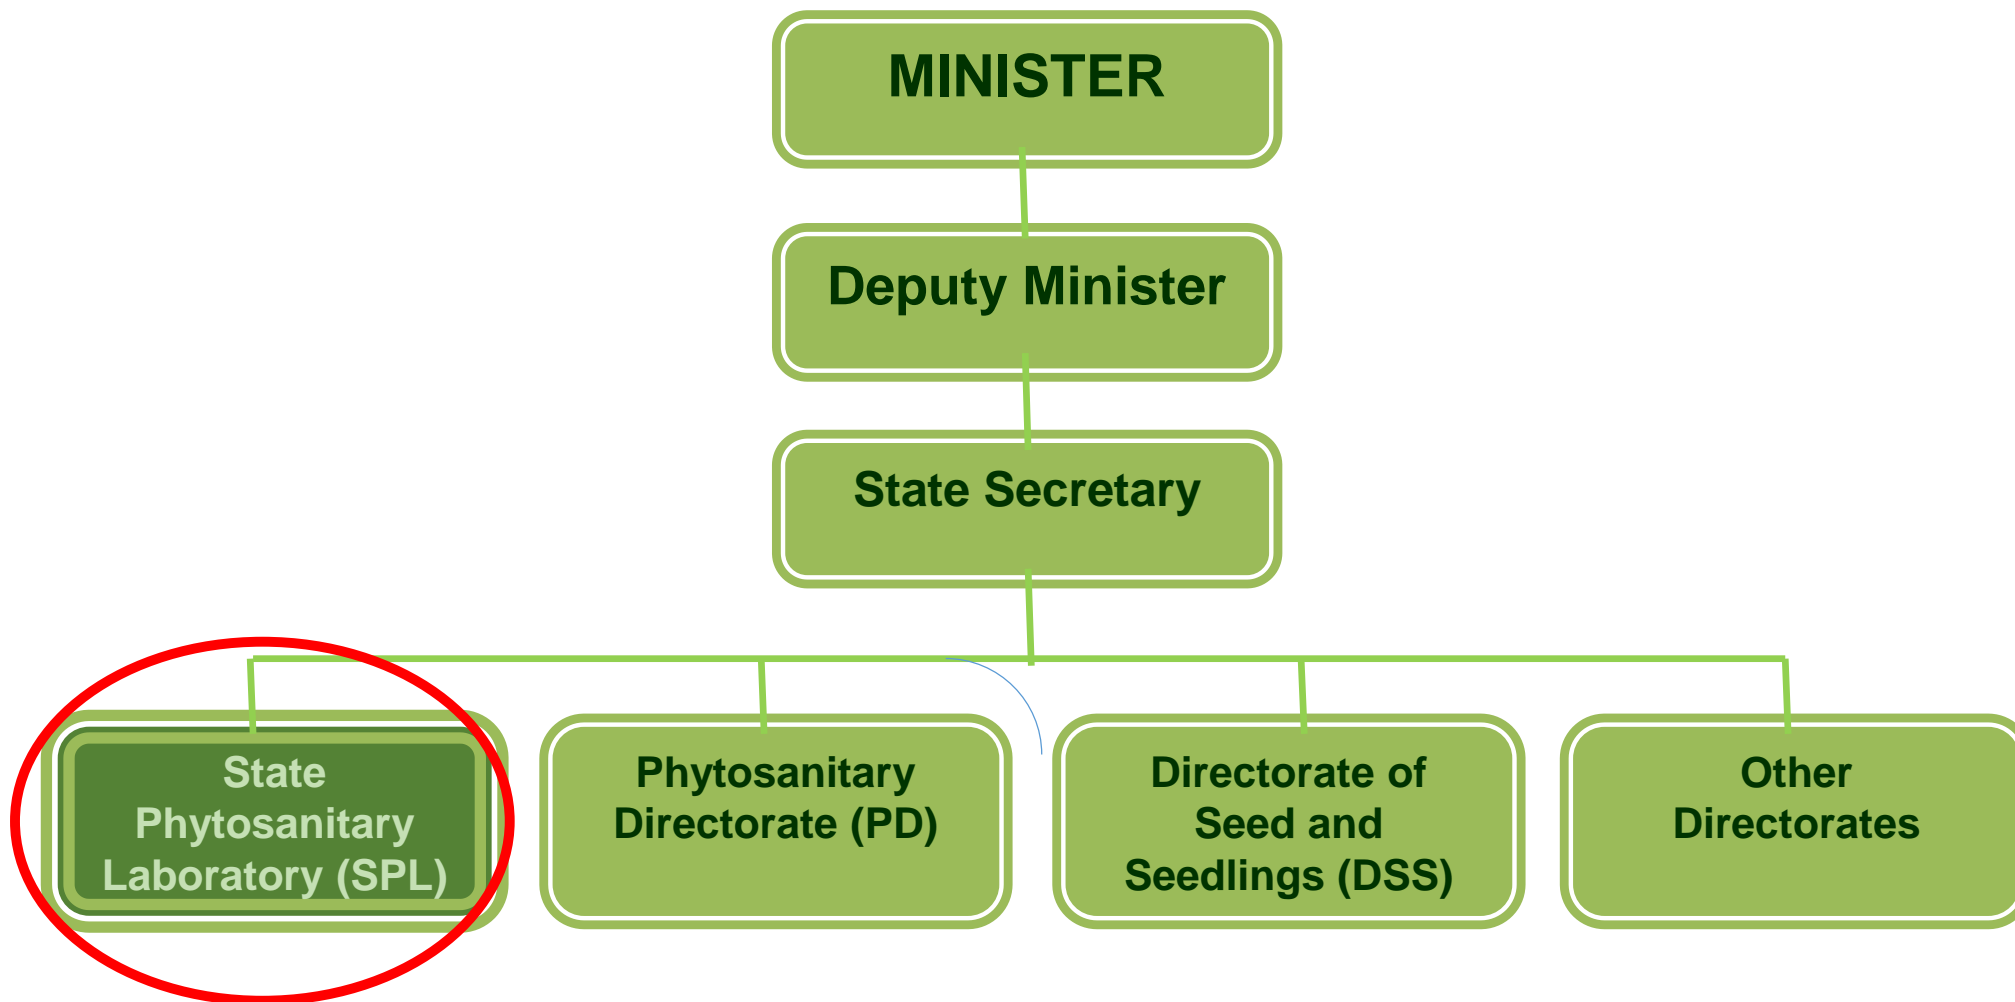 MINISTER
Deputy Minister
State Secretary
State
Phytosanitary
Laboratory (SPL)
Phytosanitary
Directorate (PD)
Directorate of
Seed and
Seedlings (DSS)
Other
Directorates